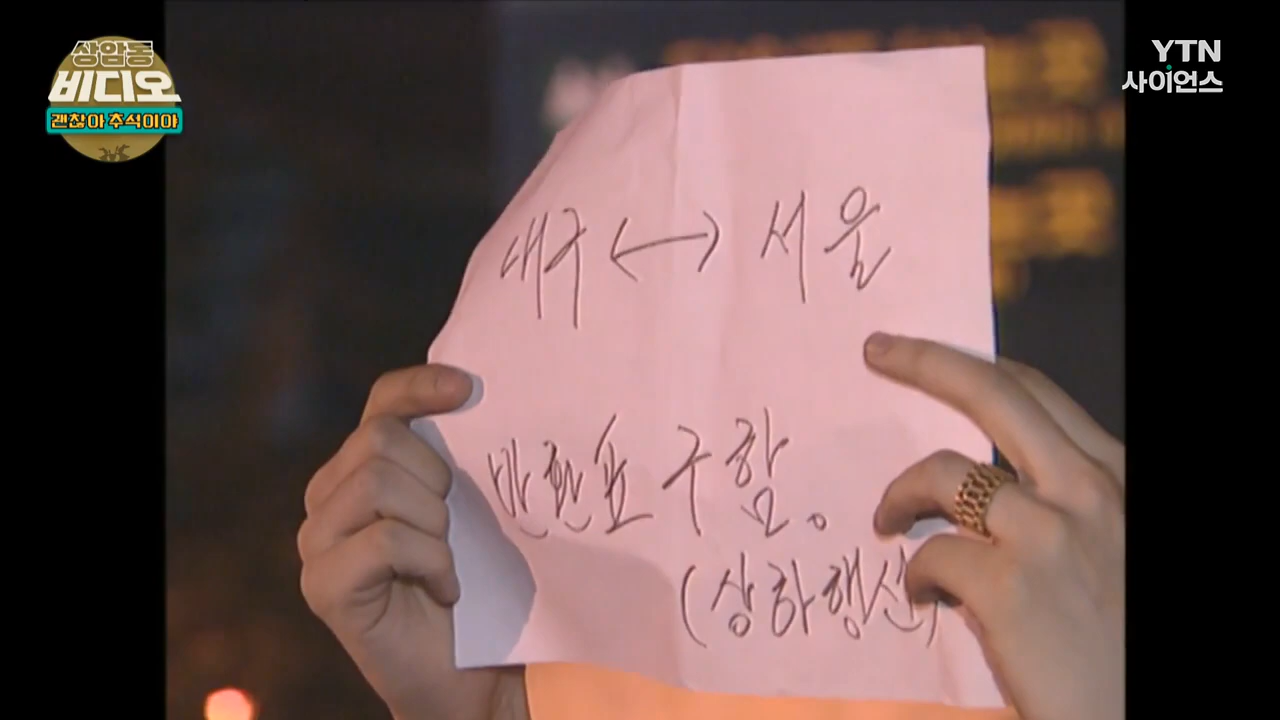 상암동
비디오
괜찮아 추석이야
YTN
사이언스
대구 <-> 서울
반환표 구함.
(상하행선)